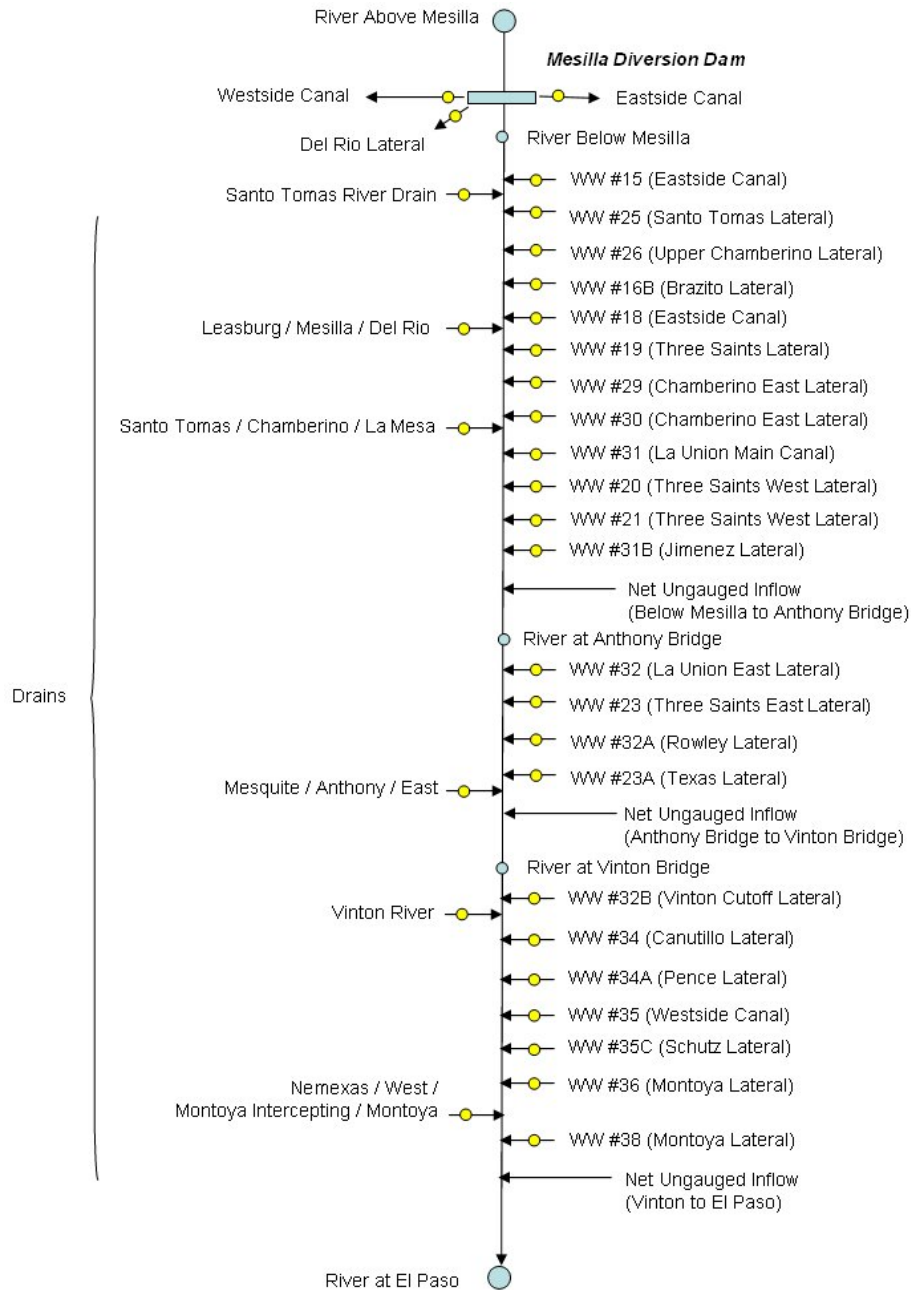 River Above Mesilla
Mesilla Diversion Dam
Westside Canal
Eastside Canal
Del Rio Lateral
River Below Mesilla
WW #15 (Eastside Canal)
Santo Tomas River Drain
WW #25 (Santo Tomas Lateral)
WW #26 (Upper Chamberino Lateral)
WW #16B (Brazito Lateral)
WW #18 (Eastside Canal)
Leasburg / Mesilla / Del Rio
WW #19 (Three Saints Lateral)
WW #29 (Chamberino East Lateral)
WW #30 (Chamberino East Lateral)
Santo Tomas / Chamberino / La Mesa
WW #31 (La Union Main Canal)
WW #20 (Three Saints West Lateral)
WW #21 (Three Saints West Lateral)
WW #31B (Jimenez Lateral)
Net Ungauged Inflow
(Below Mesilla to Anthony Bridge)
River at Anthony Bridge
WW #32 (La Union East Lateral)
Drains
WW #23 (Three Saints East Lateral)
WW #32A (Rowley Lateral)
WW #23A (Texas Lateral)
Mesquite / Anthony / East
Net Ungauged Inflow
(Anthony Bridge to Vinton Bridge)
River at Vinton Bridge
WW #32B (Vinton Cutoff Lateral)
Vinton River
WW #34 (Canutillo Lateral)
WW #34A (Pence Lateral)
WW #35 (Westside Canal)
WW #35C (Schutz Lateral)
WW #36 (Montoya Lateral)
Nemexas / West /
Montoya Intercepting / Montoya
WW #38 (Montoya Lateral)
Net Ungauged Inflow
(Vinton to El Paso)
River at El Paso